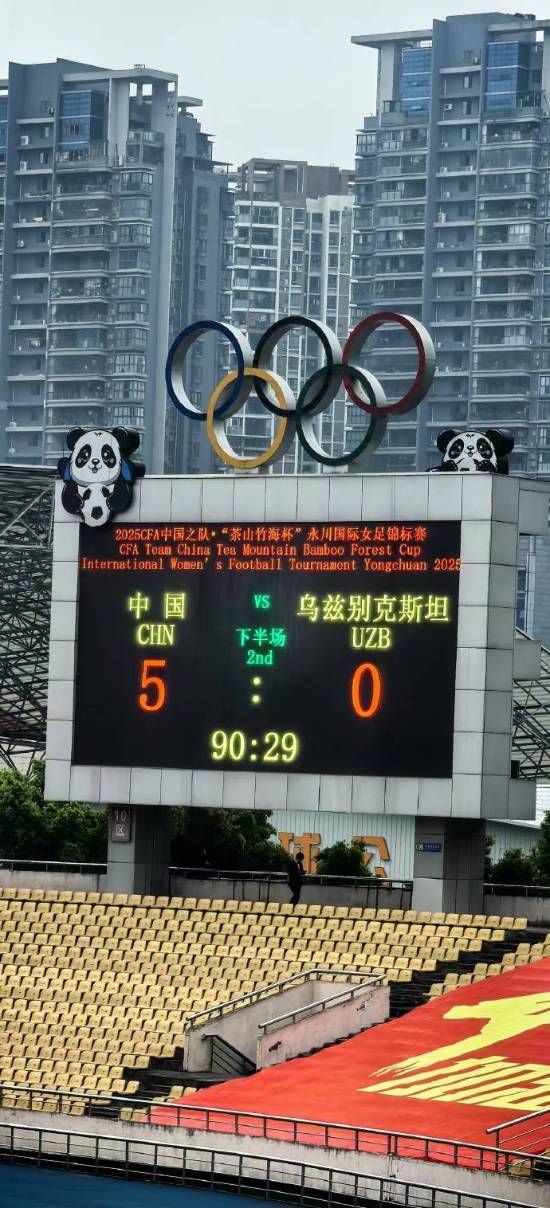 2025CFA中国之队·“茶山竹海杯”永川国际女足锦标赛
CFA Team China Tea Mountain Bamboo Forest Cup
International Women's Football Tournament Yongchuan 2025
中国 VS 乌兹别克斯坦
CHN 下半场 UZB
2nd
5 : 0
90:29
10
区